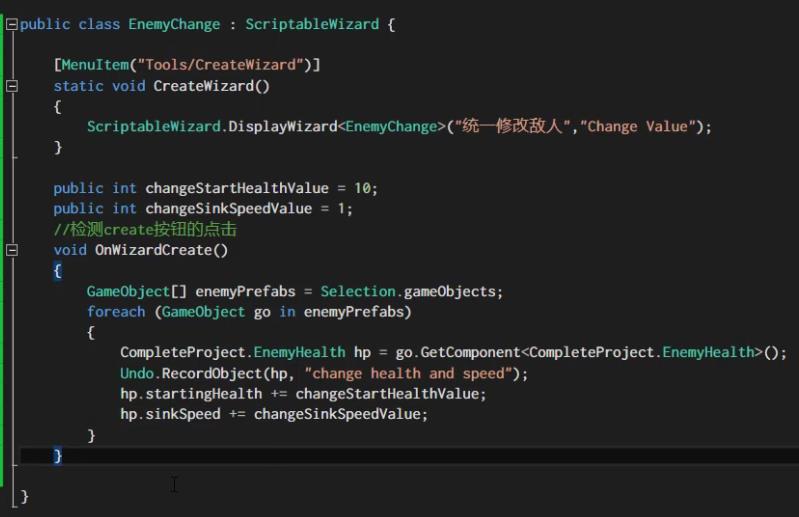 public class EnemyChange : ScriptableWizard {
[MenuItem("Tools/CreateWizard")]
static void CreateWizard()
{
ScriptableWizard.DisplayWizard<EnemyChange>("统一修改敌人","Change Value");
}
public int changeStartHealthValue = 10;
public int changeSinkSpeedValue = 1;
//检测create按钮的点击
void OnWizardCreate()
{
GameObject[] enemyPrefabs = Selection.gameObjects;
foreach (GameObject go in enemyPrefabs)
{
CompleteProject.EnemyHealth hp = go.GetComponent<CompleteProject.EnemyHealth>();
Undo.RecordObject(hp, "change health and speed");
hp.startingHealth += changeStartHealthValue;
hp.sinkSpeed += changeSinkSpeedValue;
}
}
}